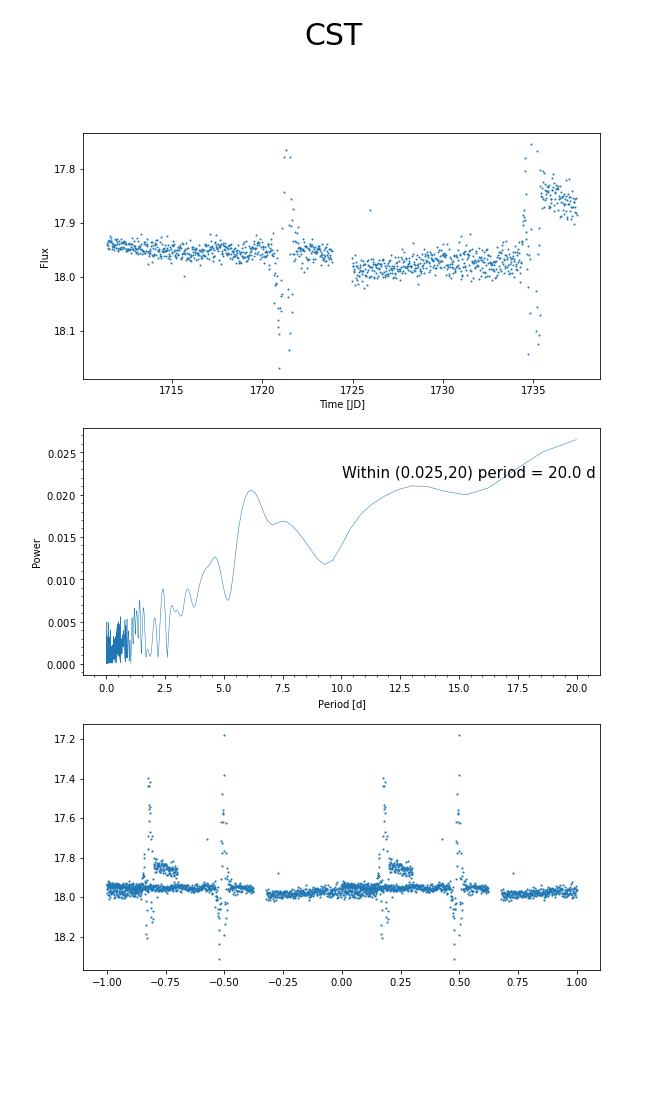 CST
17.8
17.9
18.0
18.1
Flux
1715 1720 1725 1730 1735
Time [JD]
Within (0.025,20) period = 20.0 d
0.025
0.020
0.015
0.010
0.005
0.000
Power
0.0 2.5 5.0 7.5 10.0 12.5 15.0 17.5 20.0
Period [d]
17.2
17.4
17.6
17.8
18.0
18.2
−1.00 −0.75 −0.50 −0.25 0.00 0.25 0.50 0.75 1.00